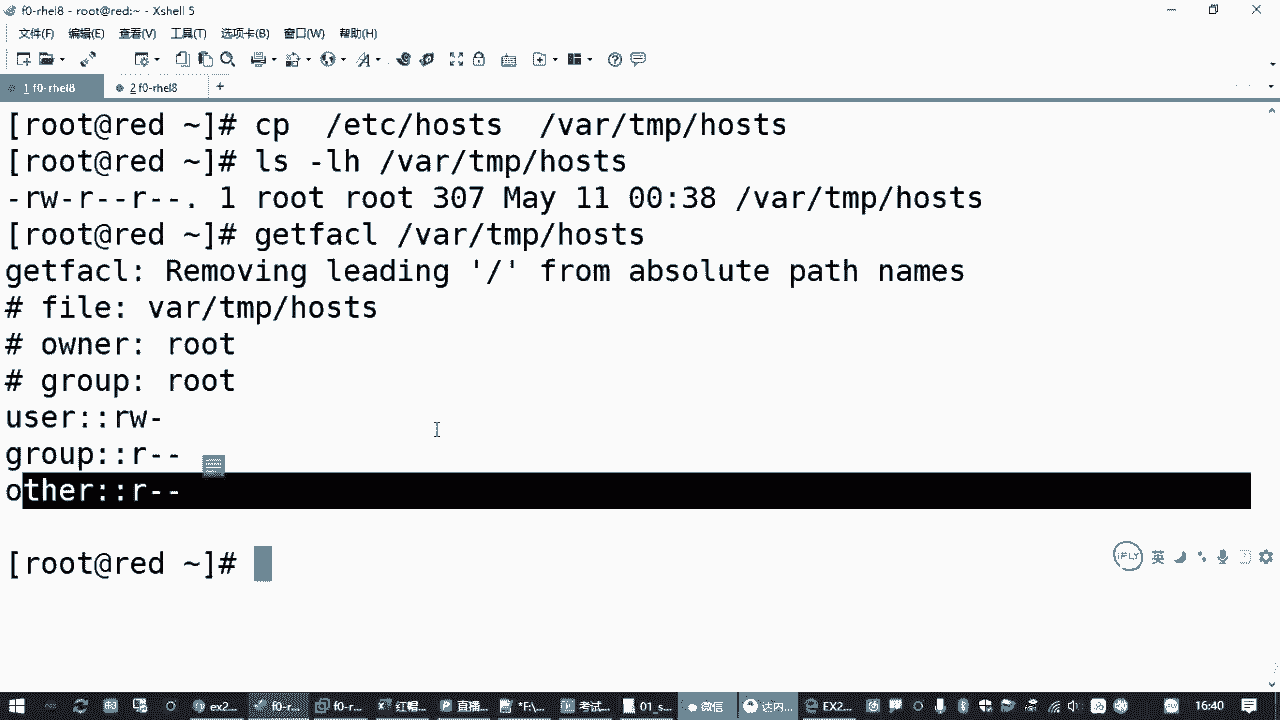 f0-rhel8 - root@red:~ - Xshell 5
文件(F) 编辑(E) 查看(V) 工具(T) 选项卡(B) 窗口(W) 帮助(H)
1 f0-rhel8 2 f0-rhel8 +
[root@red ~]# cp  /etc/hosts  /var/tmp/hosts
[root@red ~]# ls -lh /var/tmp/hosts
-rw-r--r--. 1 root root 307 May 11 00:38 /var/tmp/hosts
[root@red ~]# getfacl /var/tmp/hosts
getfacl: Removing leading '/' from absolute path names
# file: var/tmp/hosts
# owner: root
# group: root
user::rw-
group::r--
other::r--
[root@red ~]#
iFLY 英
ex2... f0-r... f0-r... 红帽... 直播... *F:\... 考试... 01_s... 微信 达内... EX2... 16:40